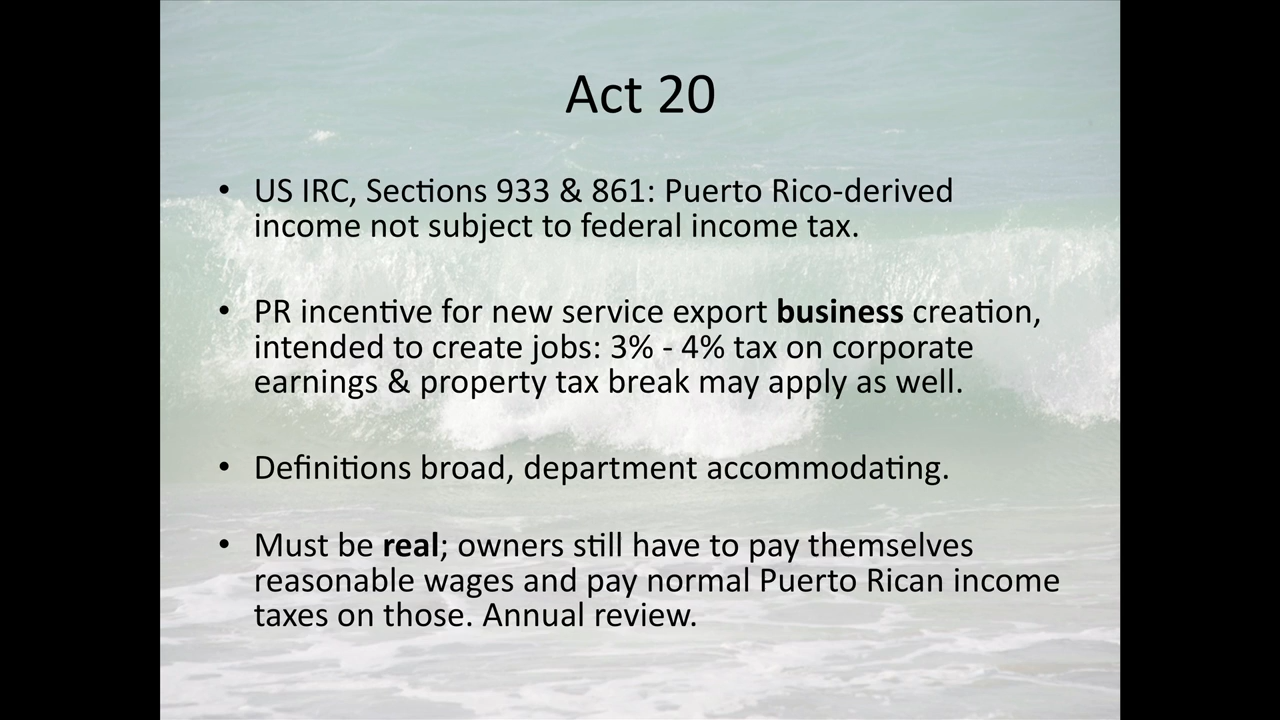 Act 20
• US IRC, Sections 933 & 861: Puerto Rico-derived
income not subject to federal income tax.
• PR incentive for new service export business creation,
intended to create jobs: 3% - 4% tax on corporate
earnings & property tax break may apply as well.
• Definitions broad, department accommodating.
• Must be real; owners still have to pay themselves
reasonable wages and pay normal Puerto Rican income
taxes on those. Annual review.